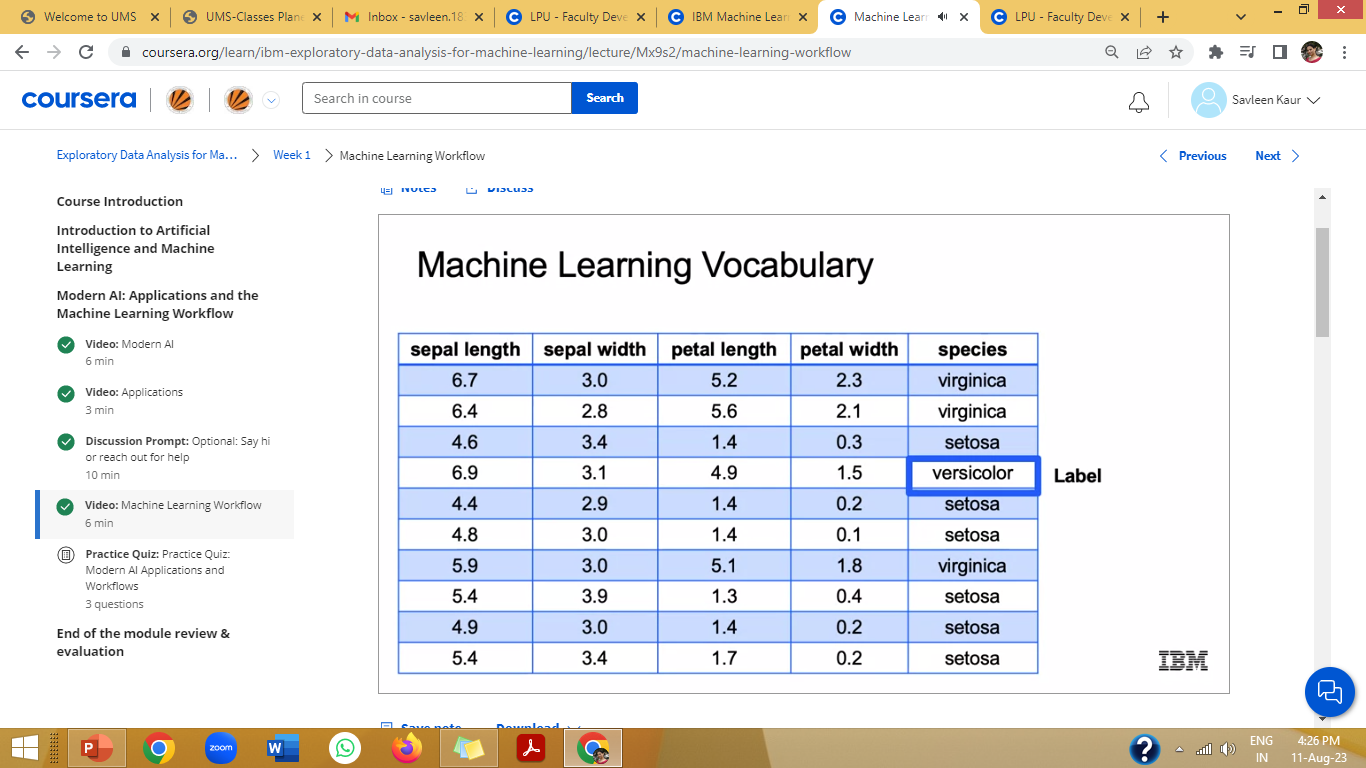 Welcome to UMS
UMS-Classes Plane
Inbox - savleen.18
LPU - Faculty Deve
IBM Machine Lear
Machine Learn
LPU - Faculty Deve
coursera.org/learn/ibm-exploratory-data-analysis-for-machine-learning/lecture/Mx9s2/machine-learning-workflow
coursera
Search in course
Search
Savleen Kaur
Exploratory Data Analysis for Ma...
Week 1
Machine Learning Workflow
Previous
Next
Course Introduction
Introduction to Artificial
Intelligence and Machine
Learning
Modern AI: Applications and the
Machine Learning Workflow
Video: Modern AI
6 min
Video: Applications
3 min
Discussion Prompt: Optional: Say hi
or reach out for help
10 min
Video: Machine Learning Workflow
6 min
Practice Quiz: Practice Quiz:
Modern AI Applications and
Workflows
3 questions
End of the module review &
evaluation
Notes
Discuss
Machine Learning Vocabulary
sepal length sepal width petal length petal width species
6.7 3.0 5.2 2.3 virginica
6.4 2.8 5.6 2.1 virginica
4.6 3.4 1.4 0.3 setosa
6.9 3.1 4.9 1.5 versicolor Label
4.4 2.9 1.4 0.2 setosa
4.8 3.0 1.4 0.1 setosa
5.9 3.0 5.1 1.8 virginica
5.4 3.9 1.3 0.4 setosa
4.9 3.0 1.4 0.2 setosa
5.4 3.4 1.7 0.2 setosa
IBM
Save note
Download
zoom
ENG
IN
4:26 PM
11-Aug-23